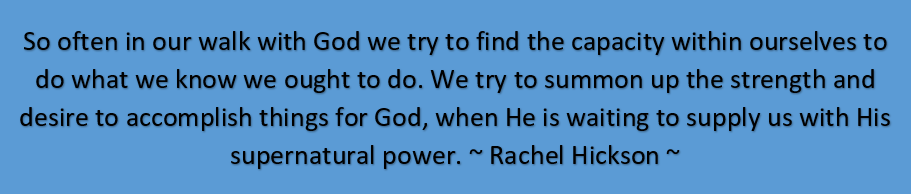 So often in our walk with God we try to find the capacity within ourselves to
do what we know we ought to do. We try to summon up the strength and
desire to accomplish things for God, when He is waiting to supply us with His
supernatural power. ~ Rachel Hickson ~